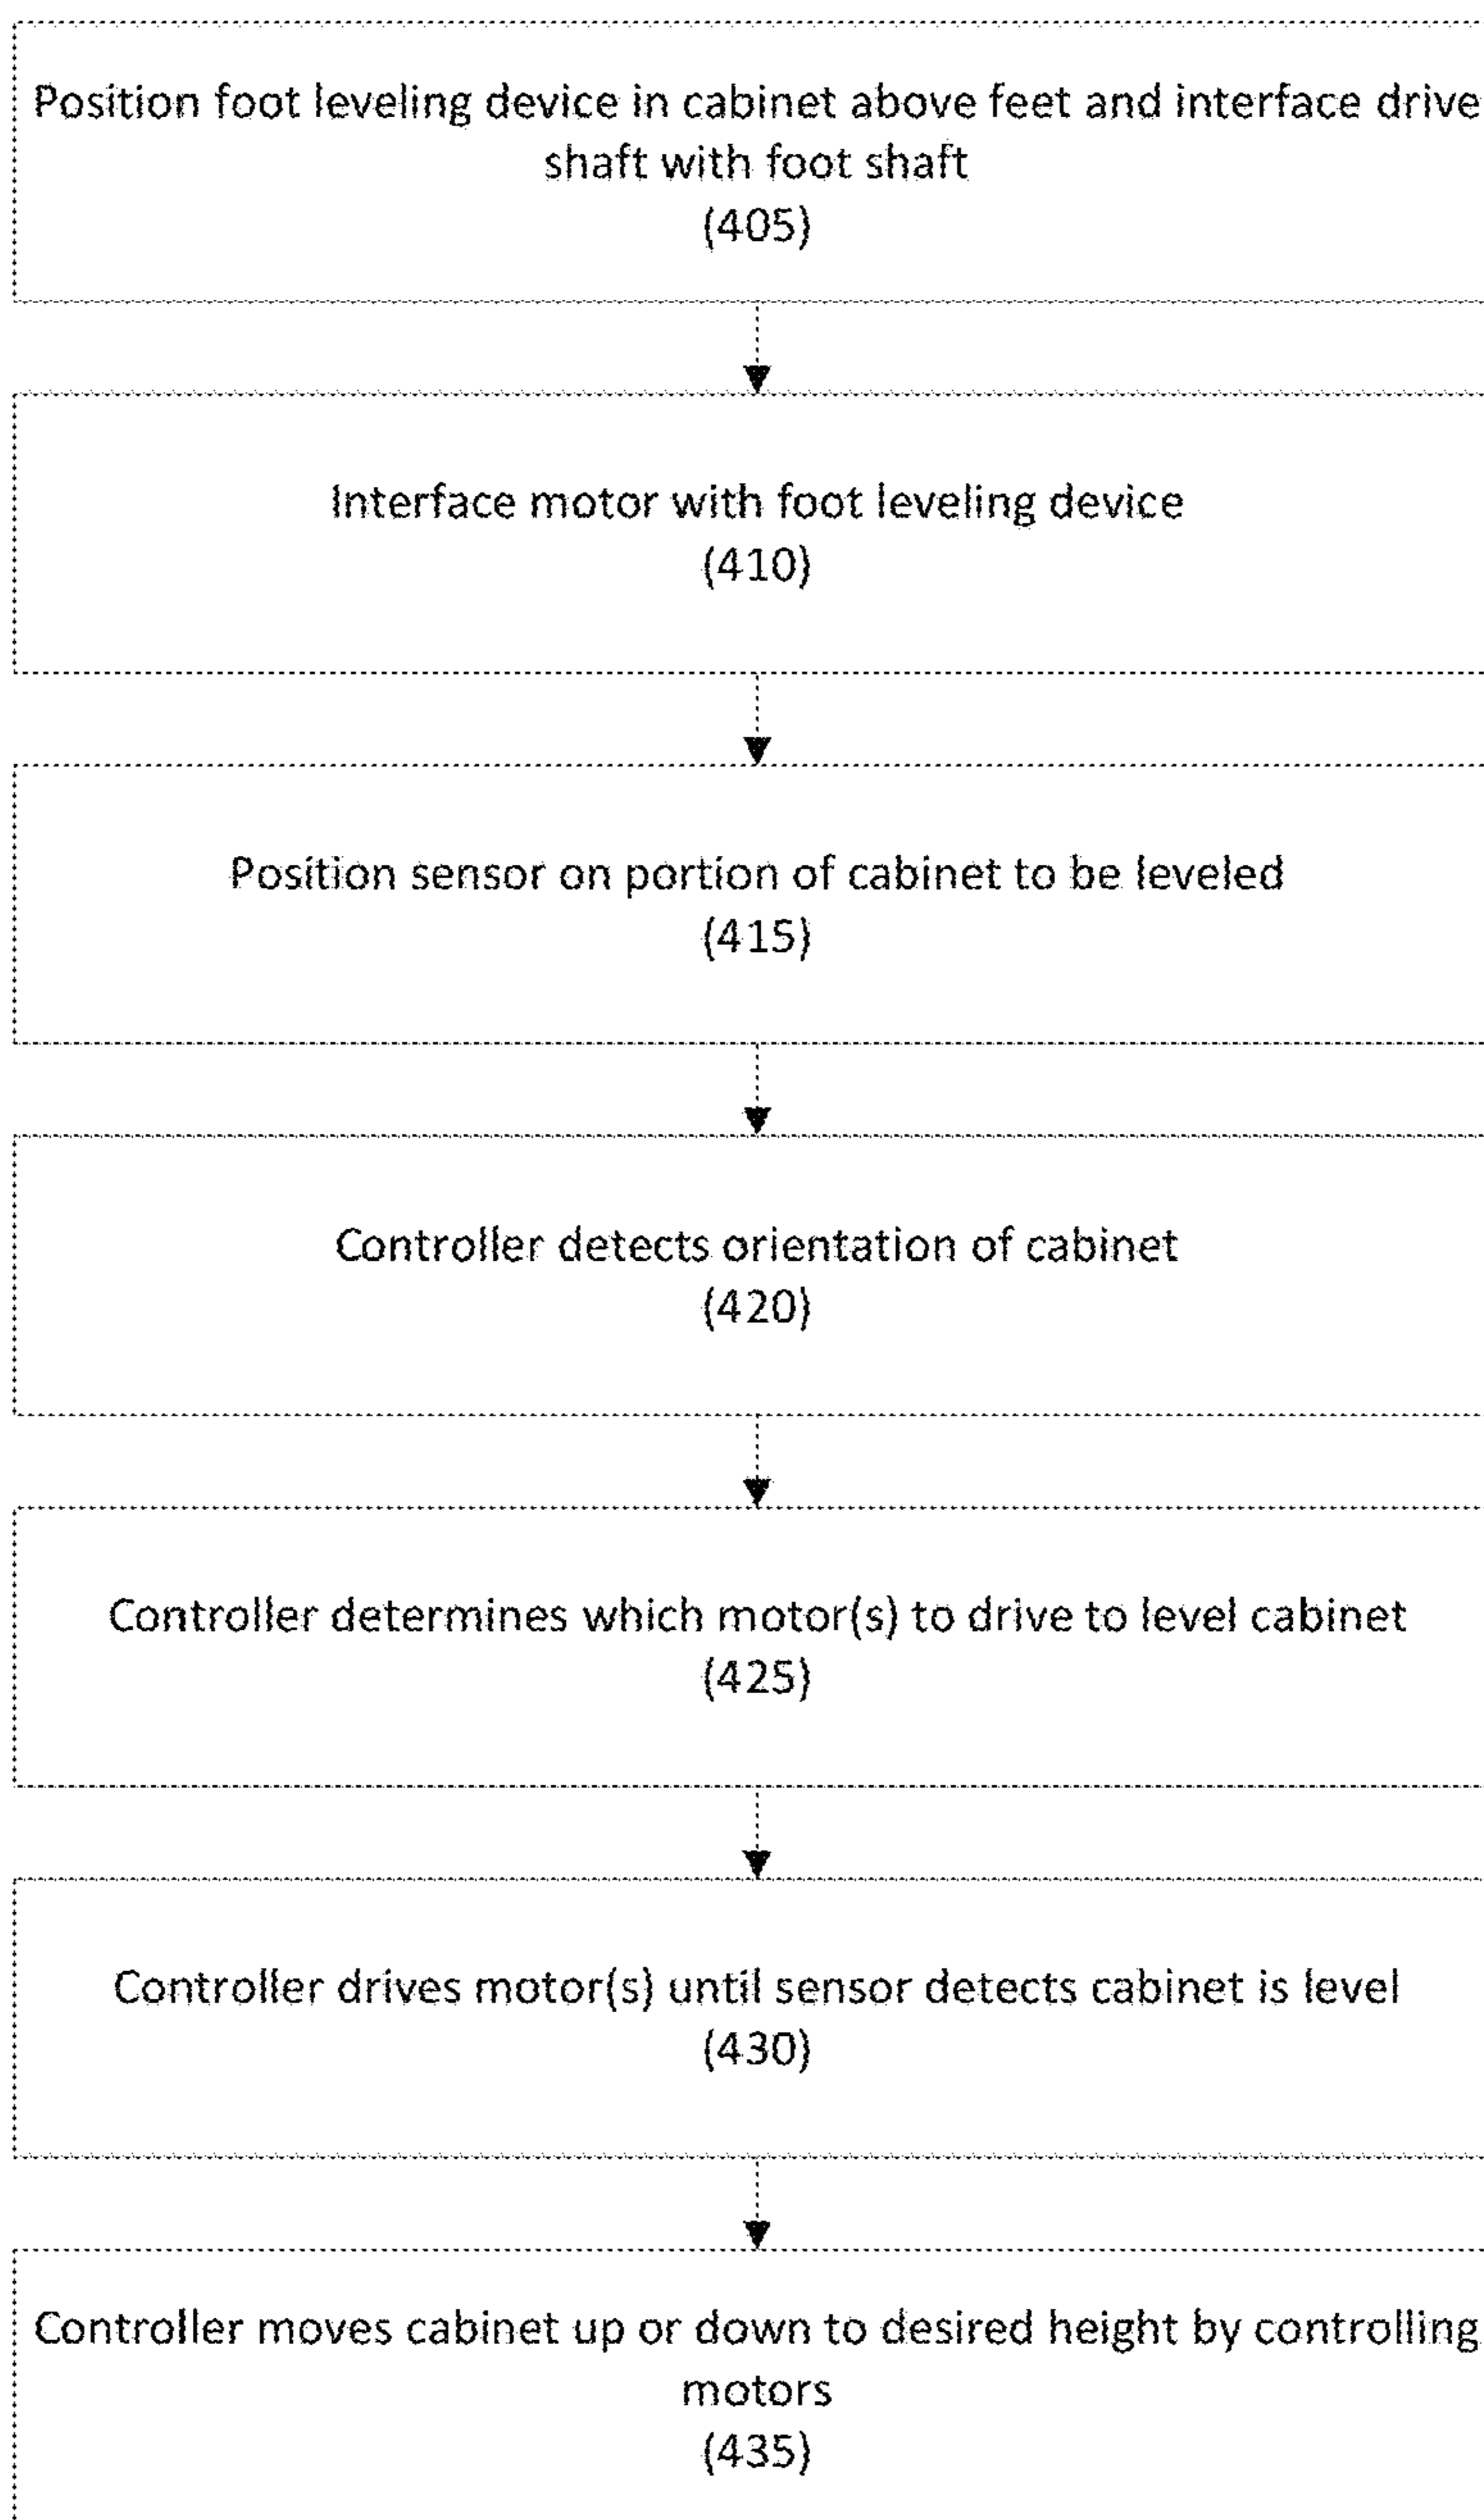 Position foot leveling device in cabinet above feet and interface drive
shaft with foot shaft
(405)
Interface motor with foot leveling device
(410)
Position sensor on portion of cabinet to be leveled
(415)
Controller detects orientation of cabinet
(420)
Controller determines which motor(s) to drive to level cabinet
(425)
Controller drives motor(s) until sensor detects cabinet is level
(430)
Controller moves cabinet up or down to desired height by controlling
motors
(435)